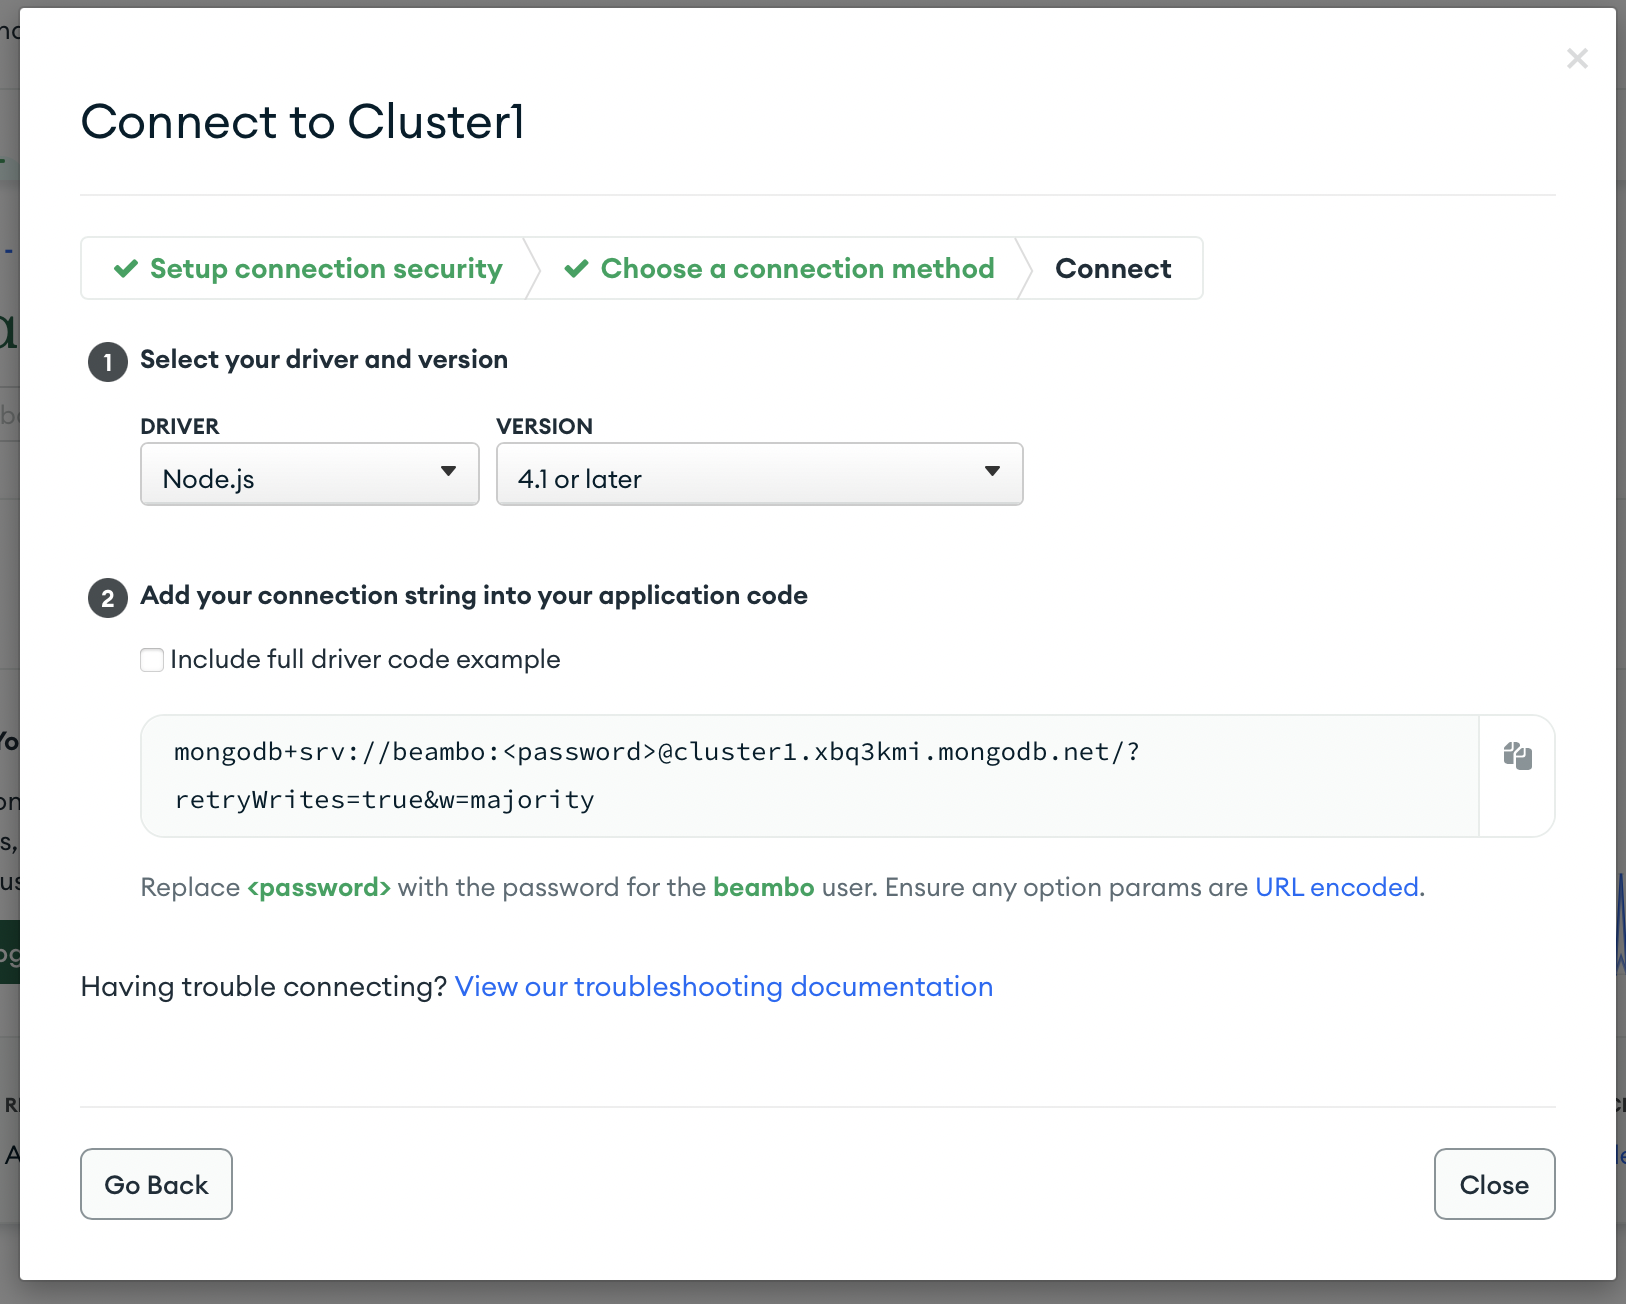 Connect to Cluster1
Setup connection security
Choose a connection method
Connect
1 Select your driver and version
DRIVER VERSION
Node.js 4.1 or later
2 Add your connection string into your application code
Include full driver code example
mongodb+srv://beambo:<password>@cluster1.xbq3kmi.mongodb.net/?
retryWrites=true&w=majority
Replace <password> with the password for the beambo user. Ensure any option params are URL encoded.
Having trouble connecting? View our troubleshooting documentation
Go Back Close